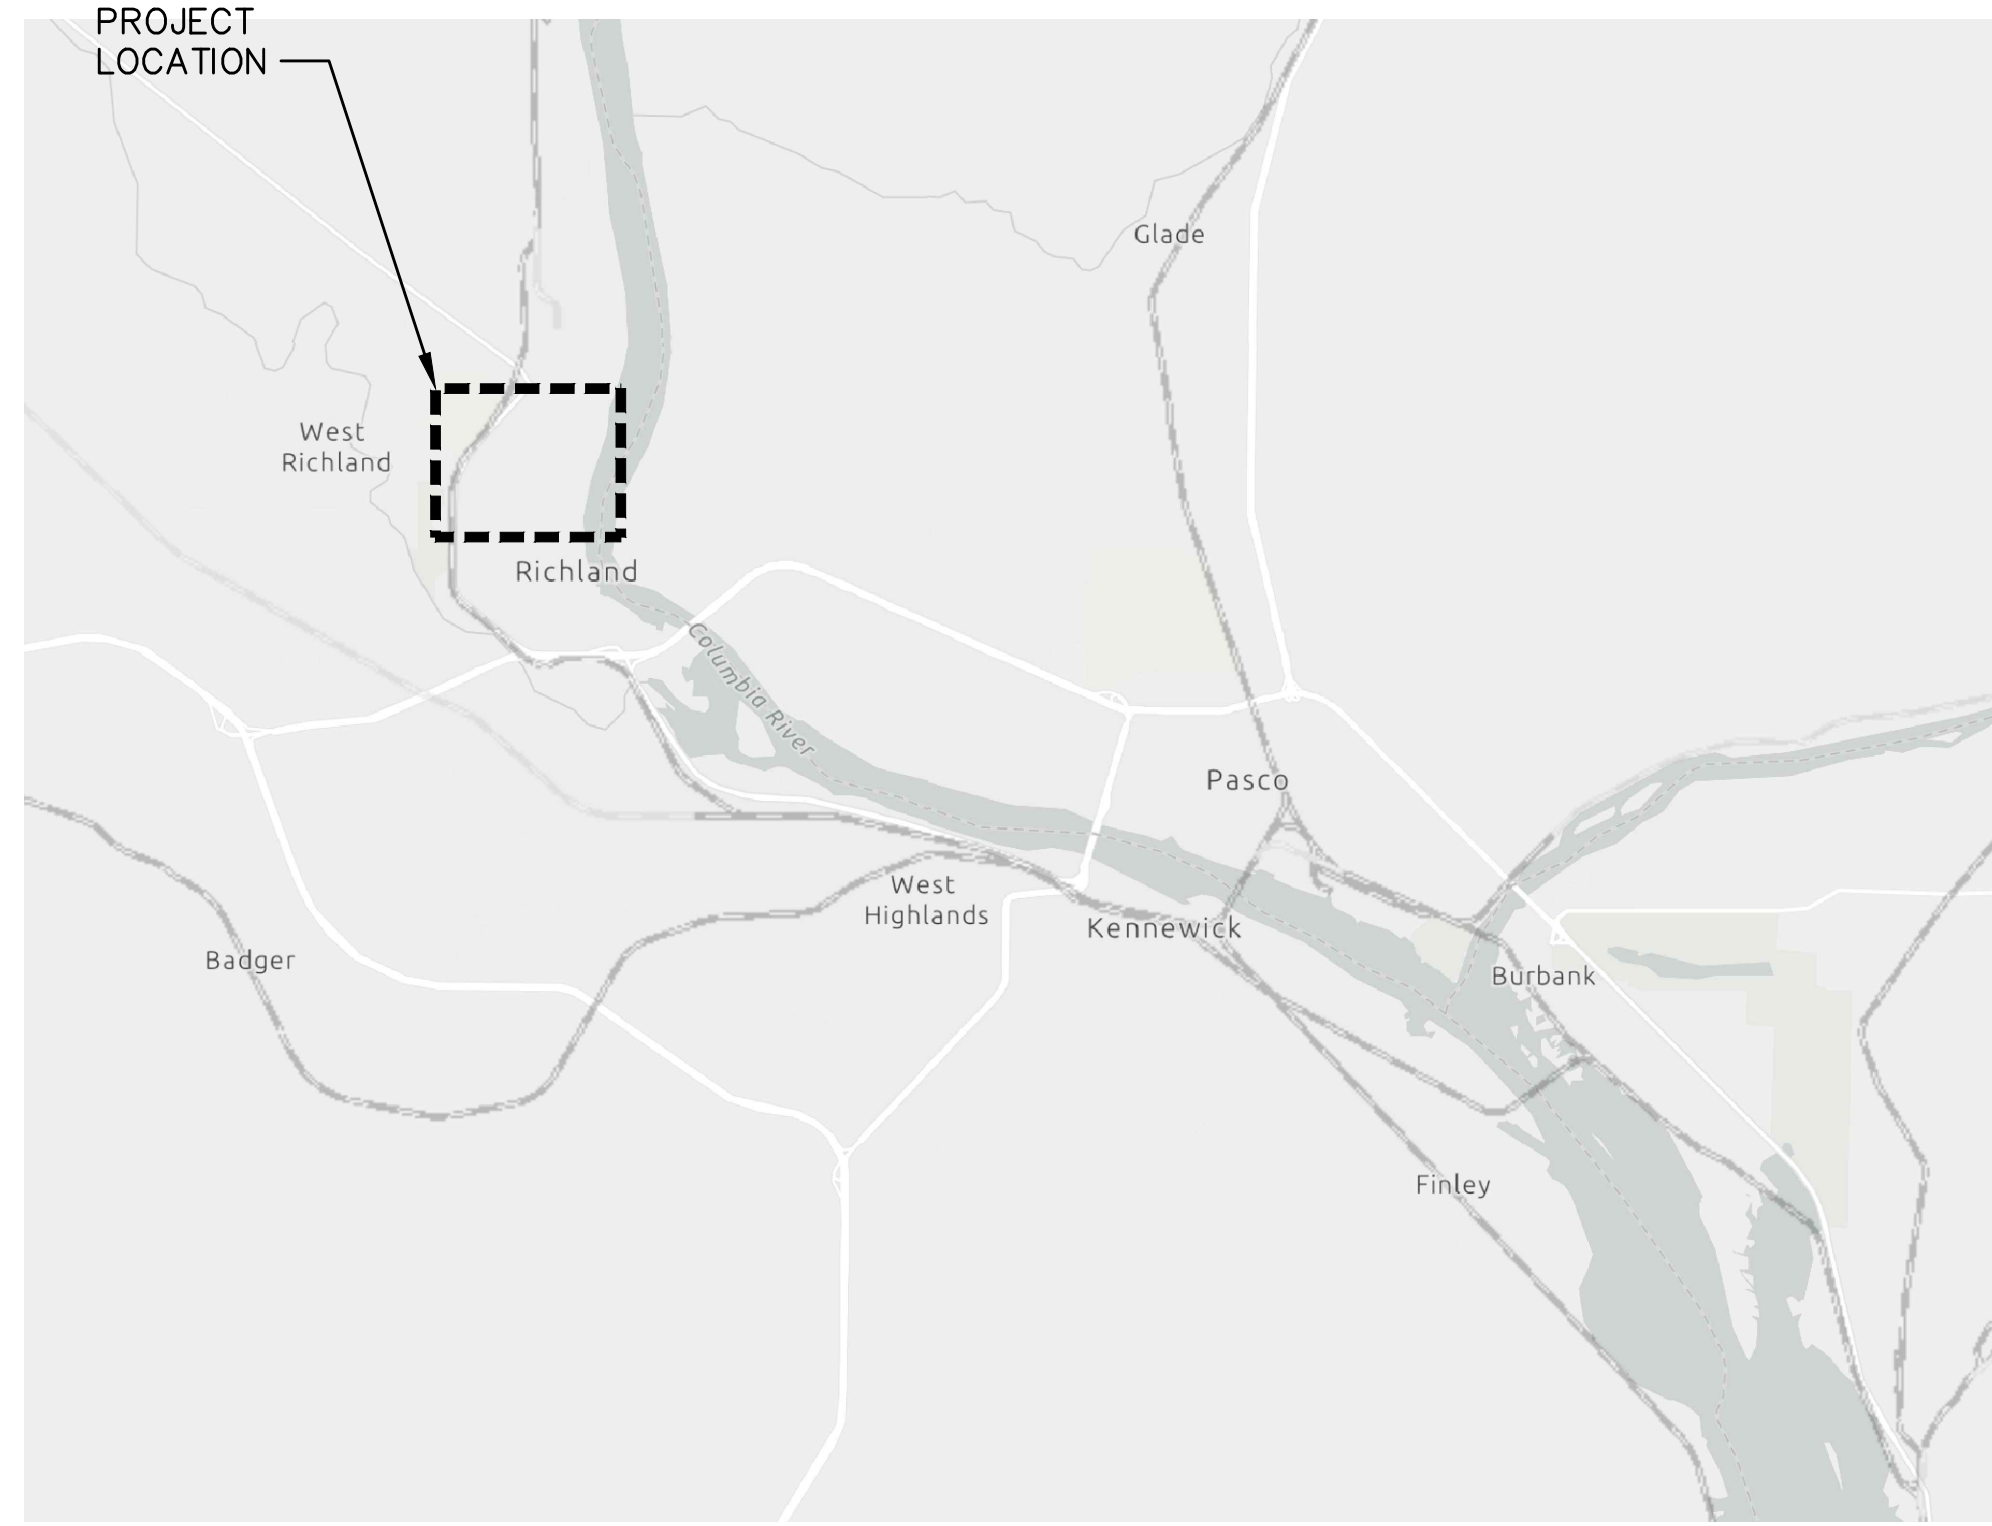 PROJECT
LOCATION
Glade
West
Richland
Richland
Columbia River
Pasco
West
Highlands
Kennewick
Badger
Burbank
Finley